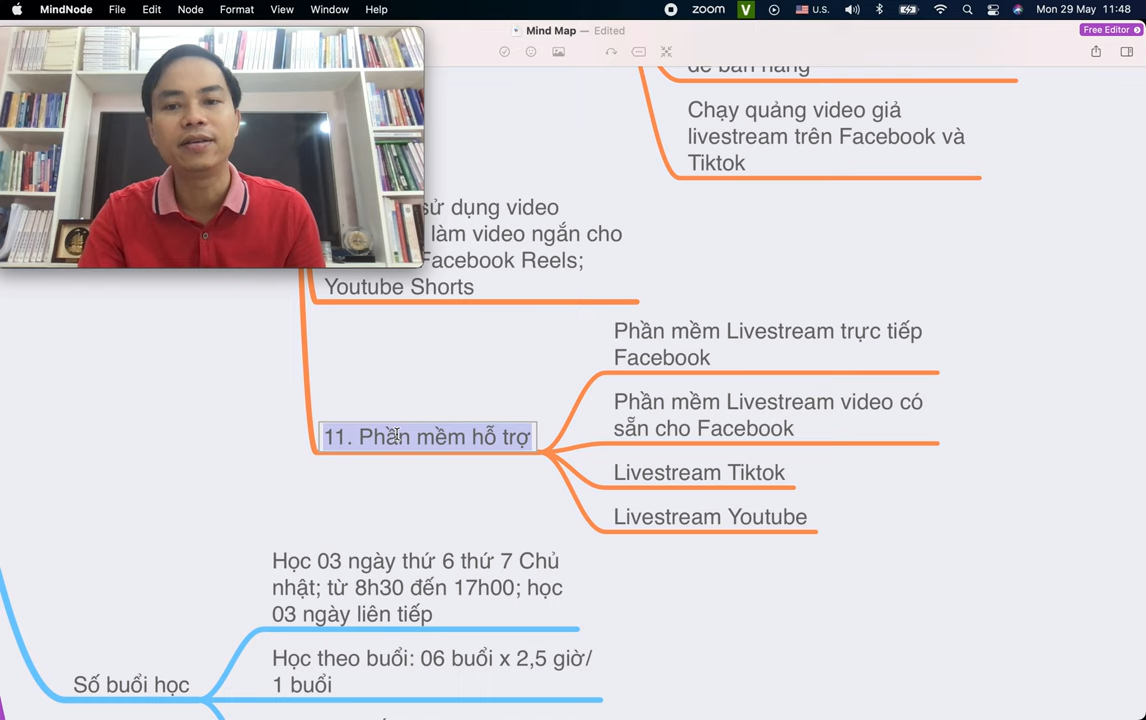 MindNode File Edit Node Format View Window Help
zoom V U.S. Mon 29 May 11:48
Mind Map — Edited
Free Editor
Chạy quảng video giả
livestream trên Facebook và
Tiktok
sử dụng video
làm video ngắn cho
Facebook Reels;
Youtube Shorts
Phần mềm Livestream trực tiếp
Facebook
Phần mềm Livestream video có
sẵn cho Facebook
11. Phần mềm hỗ trợ
Livestream Tiktok
Livestream Youtube
Học 03 ngày thứ 6 thứ 7 Chủ
nhật; từ 8h30 đến 17h00; học
03 ngày liên tiếp
Học theo buổi: 06 buổi x 2,5 giờ/
1 buổi
Số buổi học